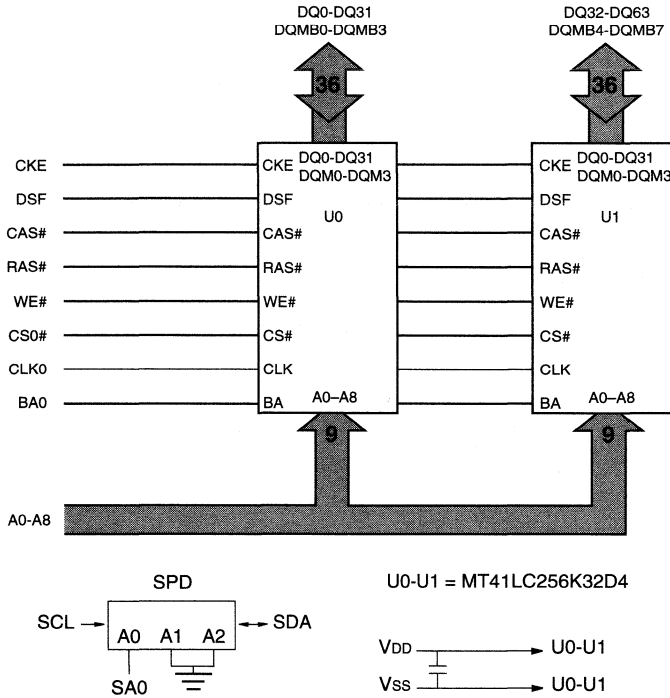 DQ0-DQ31 DQ32-DQ63
DQMB0-DQMB3 DQMB4-DQMB7
36 36
DQ0-DQ31 DQ0-DQ31
CKE CKE DQM0-DQM3 CKE DQM0-DQM3
DSF DSF DSF
U0 U1
CAS# CAS# CAS#
RAS# RAS# RAS#
WE# WE# WE#
CS0# CS# CS#
CLK0 CLK CLK
BA0 BA A0–A8 BA A0–A8
9 9
A0-A8
SPD U0-U1 = MT41LC256K32D4
SCL A0 A1 A2 SDA
SA0
VDD U0-U1
VSS U0-U1